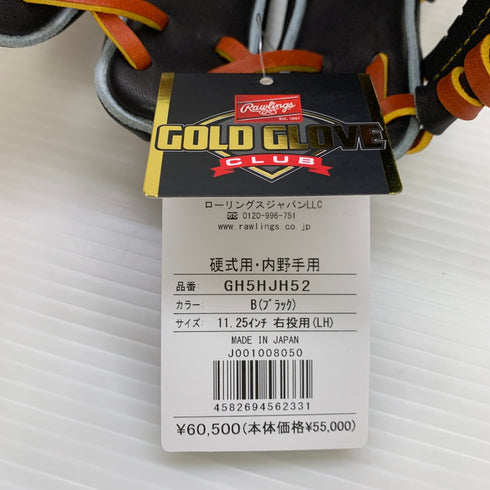 Rawlings
EST. 1887
GOLD GLOVE
CLUB
ローリングスジャパンLLC
0120-996-751
www.rawlings.co.jp
硬式用・内野手用
品番: GH5HJH52
カラー: B(ブラック)
サイズ: 11.25インチ 右投用(LH)
MADE IN JAPAN
J001008050
4582694562331
¥60,500(本体価格¥55,000)